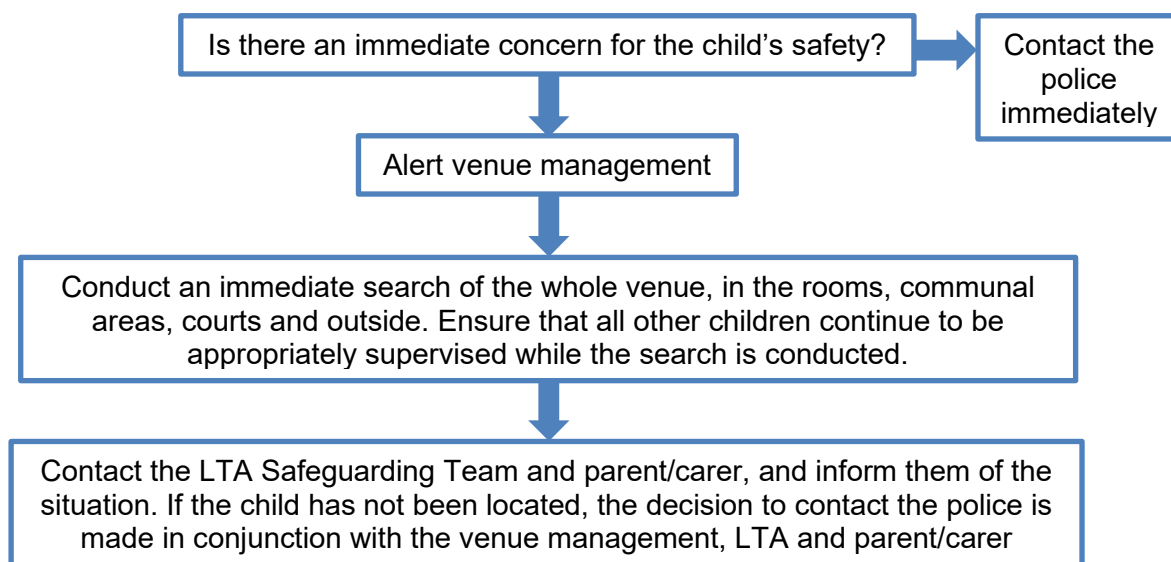 Is there an immediate concern for the child’s safety?
Contact the
police
immediately
Alert venue management
Conduct an immediate search of the whole venue, in the rooms, communal
areas, courts and outside. Ensure that all other children continue to be
appropriately supervised while the search is conducted.
Contact the LTA Safeguarding Team and parent/carer, and inform them of the
situation. If the child has not been located, the decision to contact the police is
made in conjunction with the venue management, LTA and parent/carer